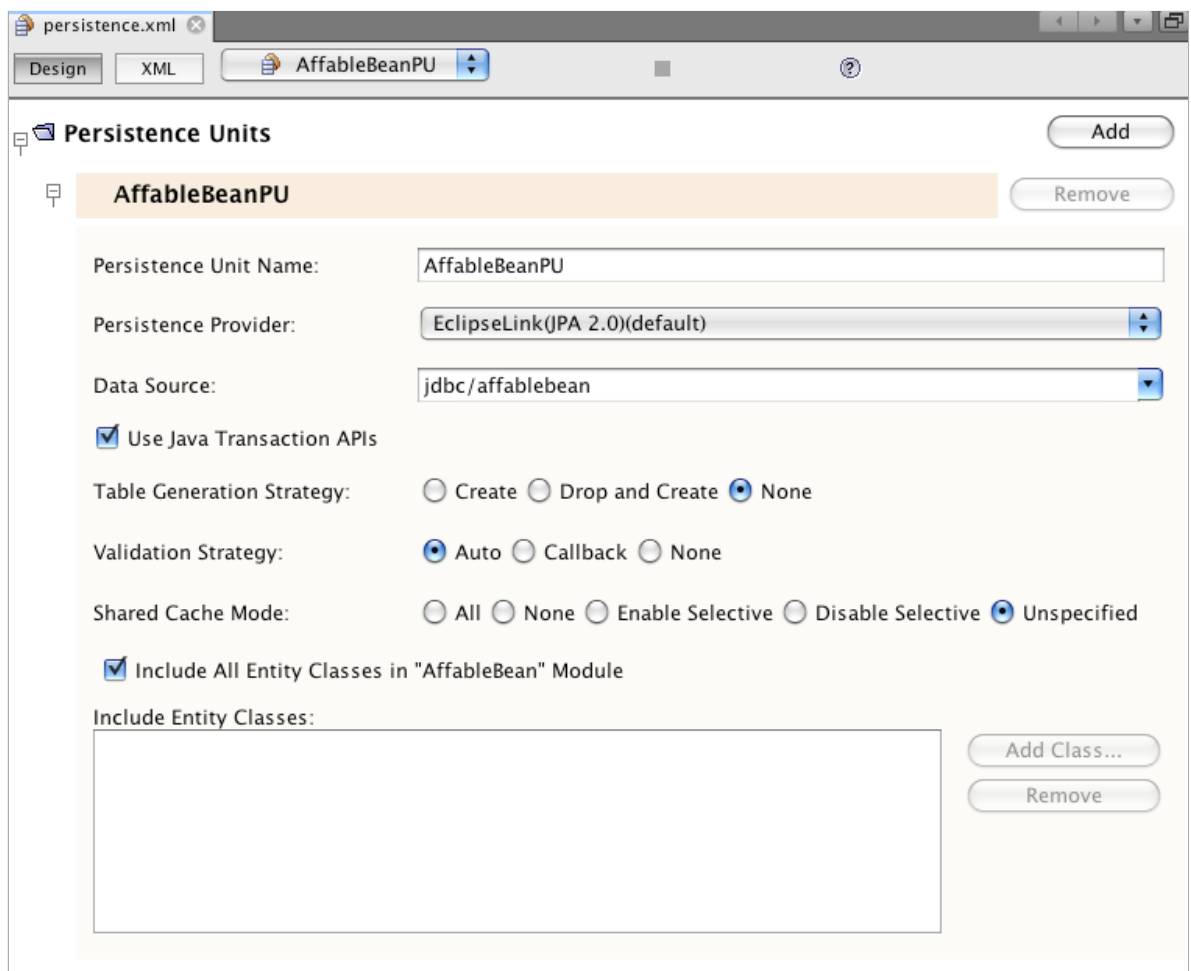 persistence.xml
Design XML AffableBeanPU
Persistence Units Add
AffableBeanPU Remove
Persistence Unit Name: AffableBeanPU
Persistence Provider: EclipseLink(JPA 2.0)(default)
Data Source: jdbc/affablebean
Use Java Transaction APIs
Table Generation Strategy: Create Drop and Create None
Validation Strategy: Auto Callback None
Shared Cache Mode: All None Enable Selective Disable Selective Unspecified
Include All Entity Classes in "AffableBean" Module
Include Entity Classes:
Add Class...
Remove